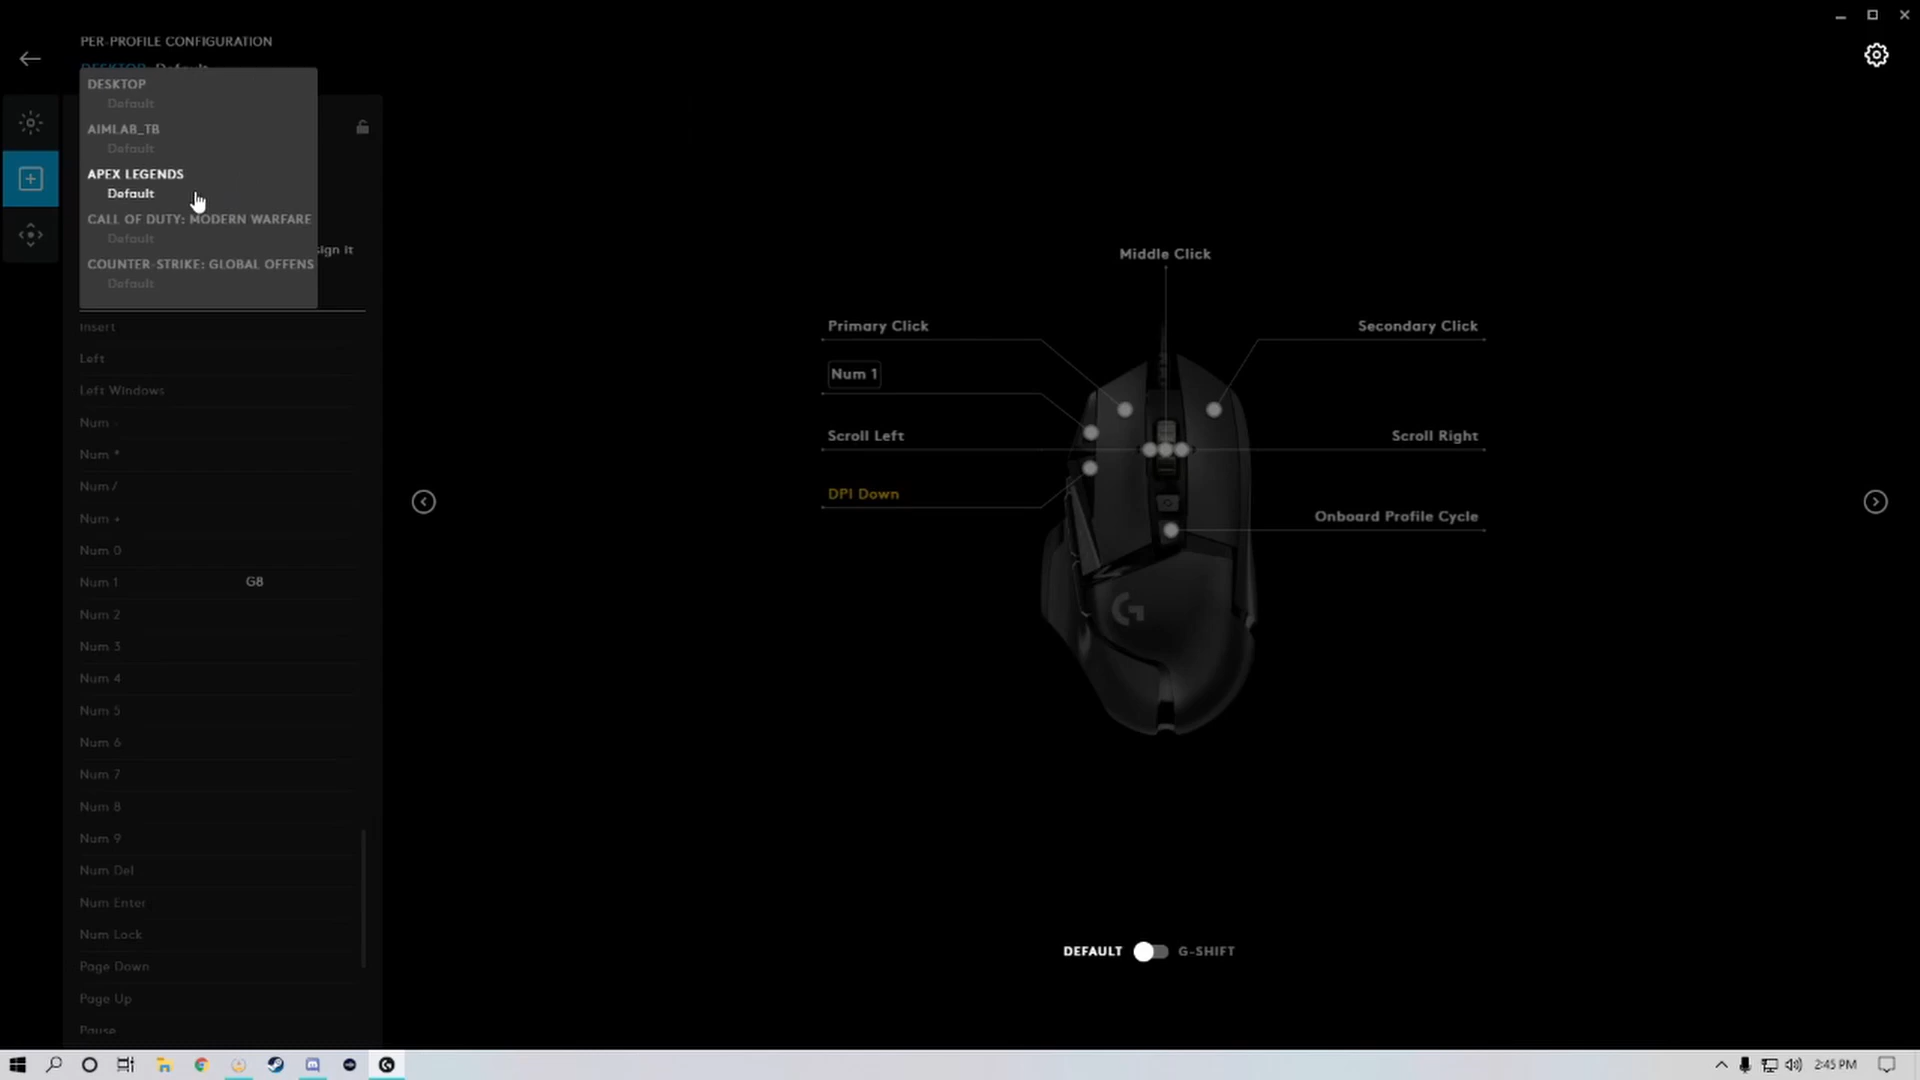 PER-PROFILE CONFIGURATION
DESKTOP: Default
DESKTOP
Default
AIMLAB_TB
Default
APEX LEGENDS
Default
CALL OF DUTY: MODERN WARFARE
Default
COUNTER-STRIKE: GLOBAL OFFENS
Default
sign it
Insert
Left
Left Windows
Num -
Num *
Num /
Num +
Num 0
Num 1 G8
Num 2
Num 3
Num 4
Num 5
Num 6
Num 7
Num 8
Num 9
Num Del
Num Enter
Num Lock
Page Down
Page Up
Pause
Middle Click
Primary Click
Secondary Click
Num 1
Scroll Left
Scroll Right
DPI Down
Onboard Profile Cycle
DEFAULT G-SHIFT
2:45 PM